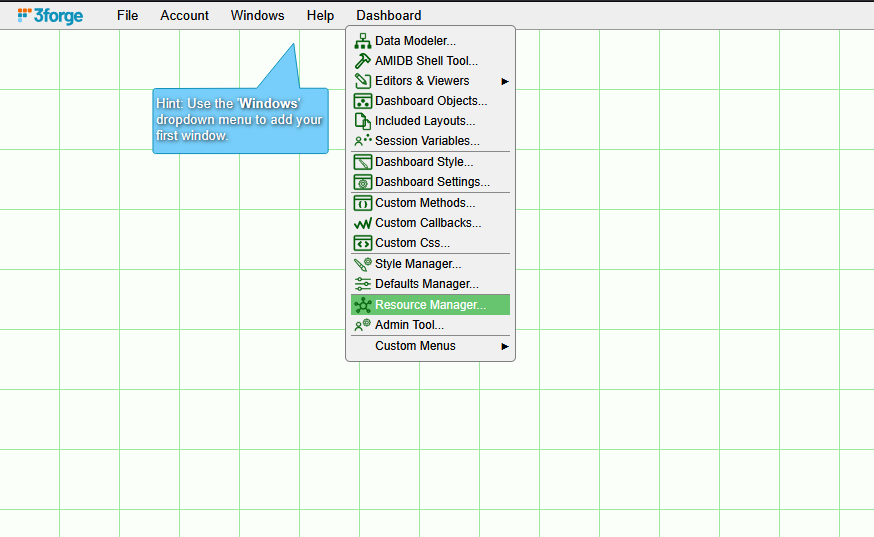 3forge File Account Windows Help Dashboard
Hint: Use the 'Windows'
dropdown menu to add your
first window.
Data Modeler...
AMIDB Shell Tool...
Editors & Viewers
Dashboard Objects...
Included Layouts...
Session Variables...
Dashboard Style...
Dashboard Settings...
Custom Methods...
Custom Callbacks...
Custom Css...
Style Manager...
Defaults Manager...
Resource Manager...
Admin Tool...
Custom Menus